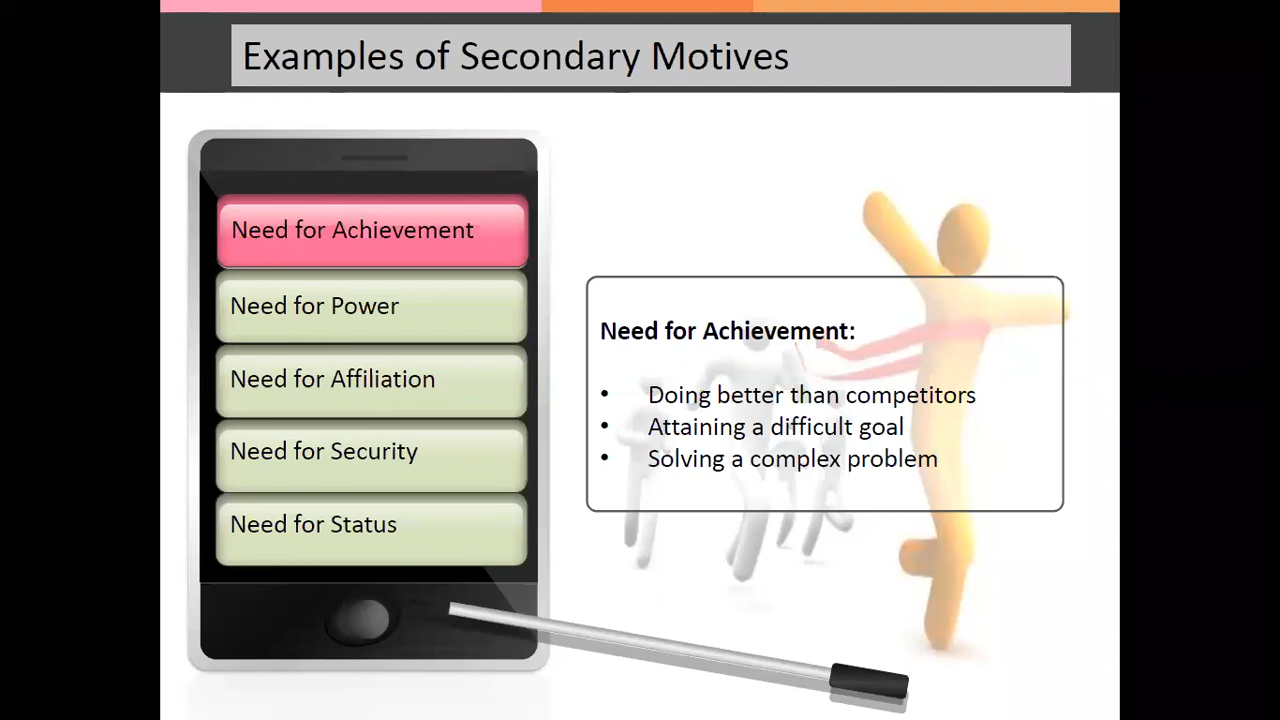 Examples of Secondary Motives
Need for Achievement
Need for Power
Need for Affiliation
Need for Security
Need for Status
Need for Achievement:
• Doing better than competitors
• Attaining a difficult goal
• Solving a complex problem